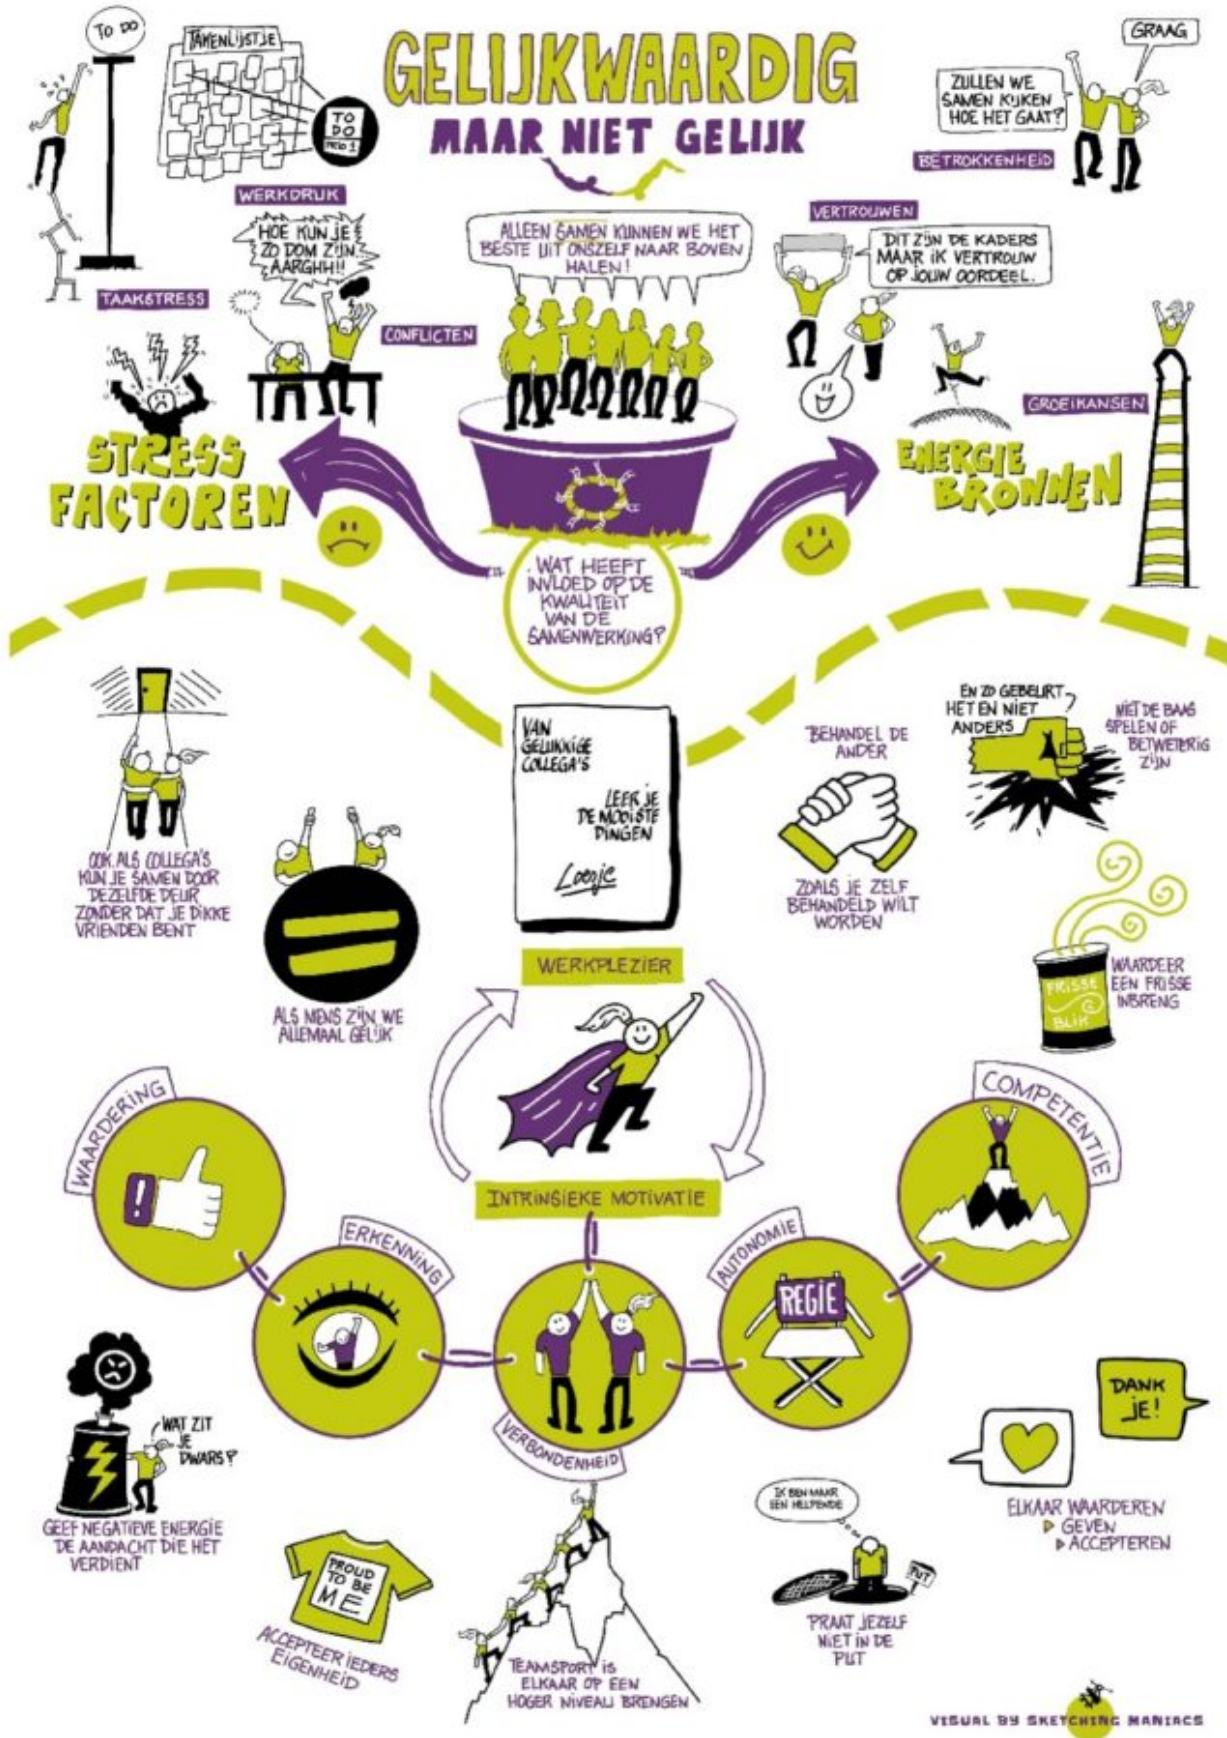 GELIJKWAARDIG
MAAR NIET GELIJK
TO DO
TAKENLIJSTJE
TO
DO
PRIO 1
WERKDRUK
TAAKSTRESS
HOE KUN JE
ZO DOM ZIJN.
AARGHH!!
CONFLICTEN
STRESS
FACTOREN
ALLEEN SAMEN KUNNEN WE HET
BESTE UIT ONSZELF NAAR BOVEN
HALEN!
WAT HEEFT
INVLOED OP DE
KWALITEIT
VAN DE
SAMENWERKING?
GRAAG
ZULLEN WE
SAMEN KIJKEN
HOE HET GAAT?
BETROKKENHEID
VERTROUWEN
DIT ZIJN DE KADERS
MAAR IK VERTROUW
OP JOUW OORDEEL.
GROEIKANSEN
ENERGIE
BRONNEN
OOK ALS COLLEGA'S
KUN JE SAMEN DOOR
DEZELFDE DEUR
ZONDER DAT JE DIKKE
VRIENDEN BENT
ALS MENS ZIJN WE
ALLEMAAL GELIJK
VAN
GELUKKIGE
COLLEGA'S
LEER JE
DE MOOISTE
DINGEN
Loesje
BEHANDEL DE
ANDER
ZOALS JE ZELF
BEHANDELD WILT
WORDEN
EN ZO GEBEURT
HET EN NIET
ANDERS
NIET DE BAAS
SPELEN OF
BETWETERIG
ZIJN
FRISSE
BLIK
WAARDEER
EEN FRISSE
INBRENG
WERKPLEZIER
INTRINSIEKE MOTIVATIE
WAARDERING
ERKENNING
VERBONDENHEID
AUTONOMIE
REGIE
COMPETENTIE
WAT ZIT
JE
DWARS?
GEEF NEGATIEVE ENERGIE
DE AANDACHT DIE HET
VERDIENT
PROUD
TO BE
ME
ACCEPTEER IEDERS
EIGENHEID
TEAMSPORT IS
ELKAAR OP EEN
HOGER NIVEAU BRENGEN
IK BEN MAAR
EEN HELPENDE
PUT
PRAAT JEZELF
NIET IN DE
PUT
DANK
JE!
ELKAAR WAARDEREN
GEVEN
ACCEPTEREN
VISUAL BY SKETCHING MANIACS